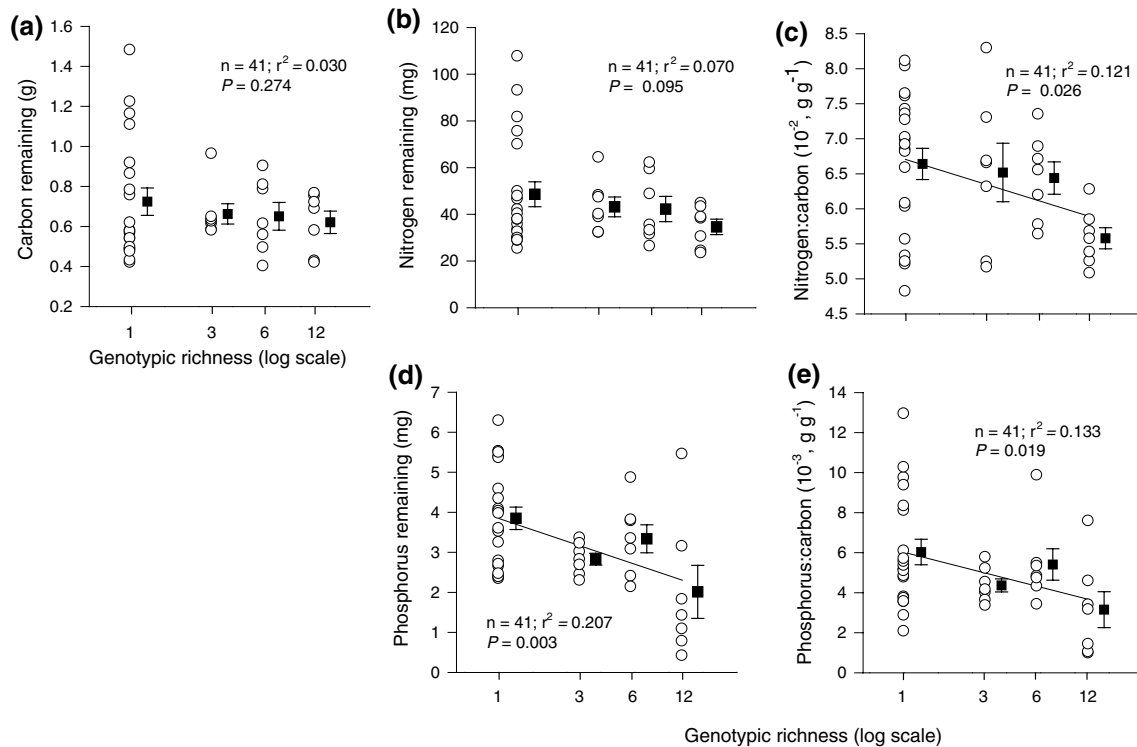 (a)
1.6
1.4
1.2
1.0
0.8
0.6
0.4
0.2
Carbon remaining (g)
n = 41; r² = 0.030
P = 0.274
1 3 6 12
Genotypic richness (log scale)
(b)
120
100
80
60
40
20
0
Nitrogen remaining (mg)
n = 41; r² = 0.070
P = 0.095
(c)
8.5
8.0
7.5
7.0
6.5
6.0
5.5
5.0
4.5
Nitrogen:carbon (10⁻², g g⁻¹)
n = 41; r² = 0.121
P = 0.026
(d)
7
6
5
4
3
2
1
0
Phosphorus remaining (mg)
n = 41; r² = 0.207
P = 0.003
1 3 6 12
(e)
14
12
10
8
6
4
2
0
Phosphorus:carbon (10⁻³, g g⁻¹)
n = 41; r² = 0.133
P = 0.019
1 3 6 12
Genotypic richness (log scale)